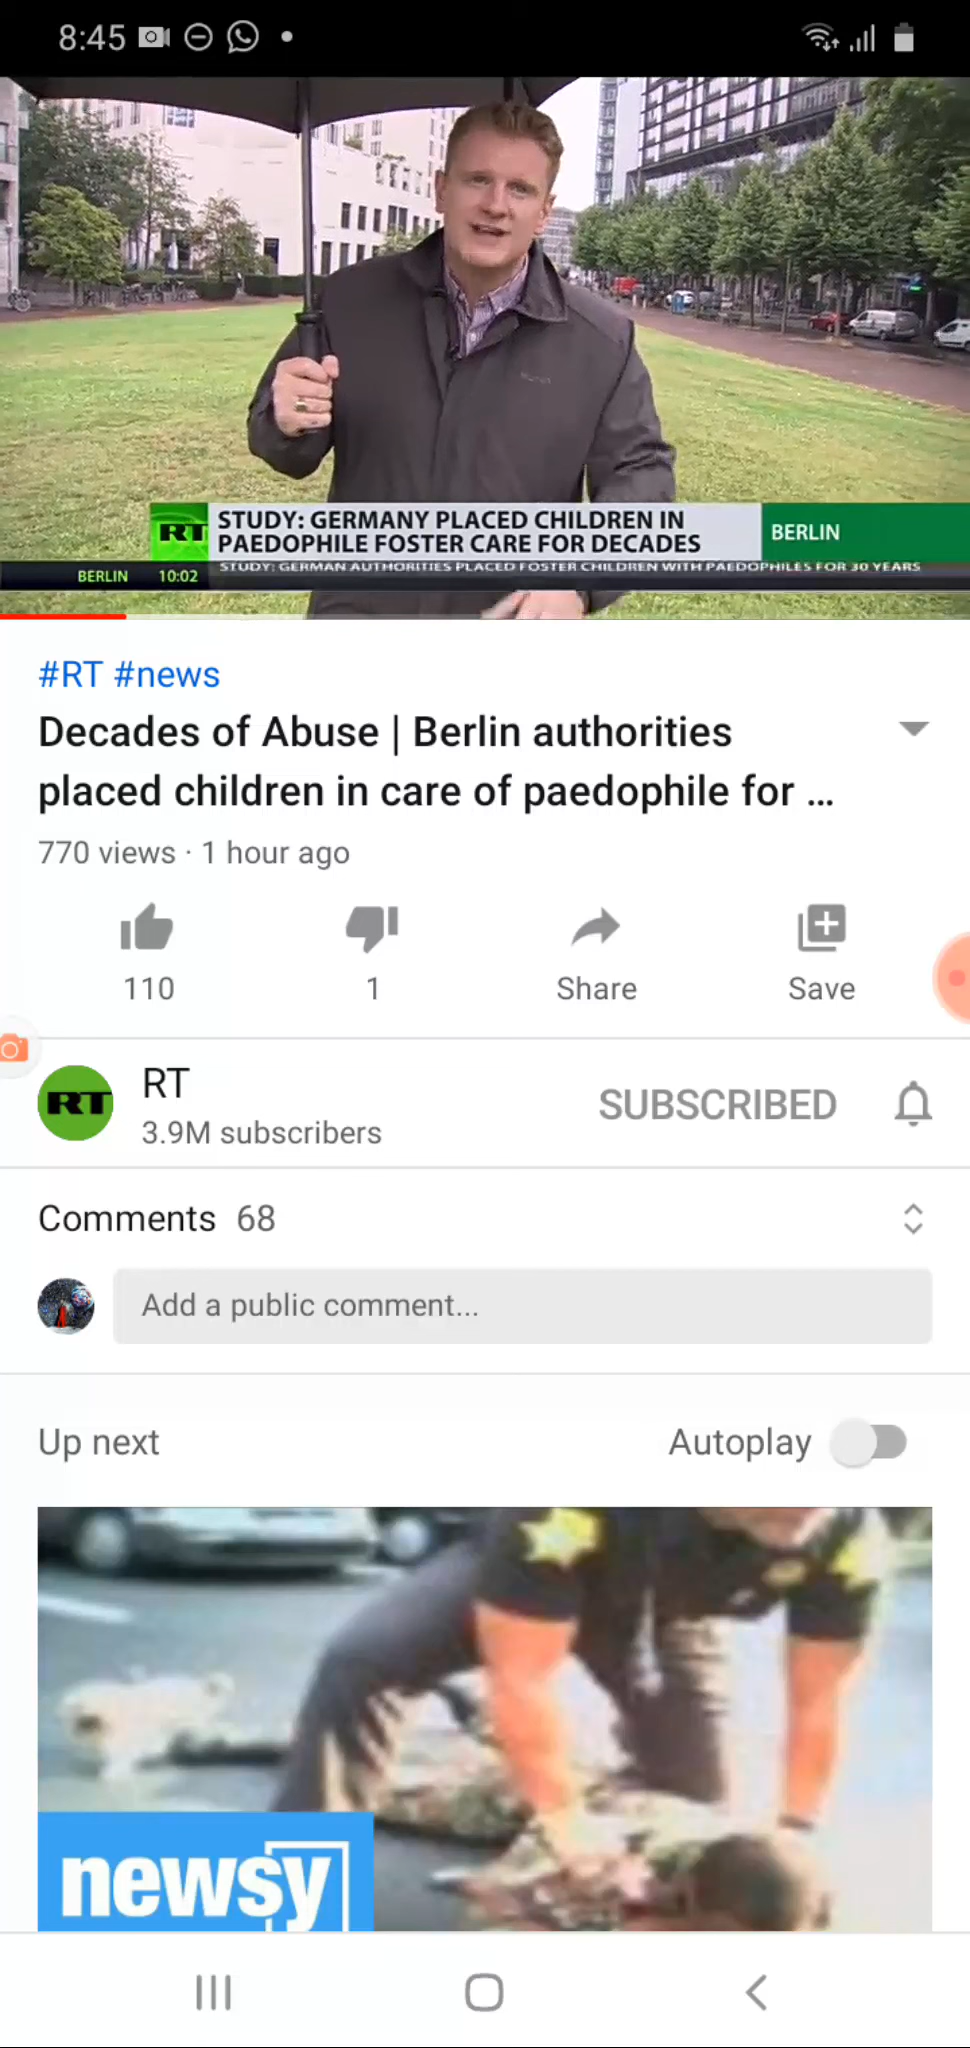 8:45
STUDY: GERMANY PLACED CHILDREN IN
PAEDOPHILE FOSTER CARE FOR DECADES
RT
BERLIN
STUDY: GERMAN AUTHORITIES PLACED FOSTER CHILDREN WITH PAEDOPHILES FOR 30 YEARS
BERLIN 10:02
#RT #news
Decades of Abuse | Berlin authorities
placed children in care of paedophile for ...
770 views · 1 hour ago
110 1 Share Save
RT
RT
3.9M subscribers
SUBSCRIBED
Comments 68
Add a public comment...
Up next Autoplay
newsy